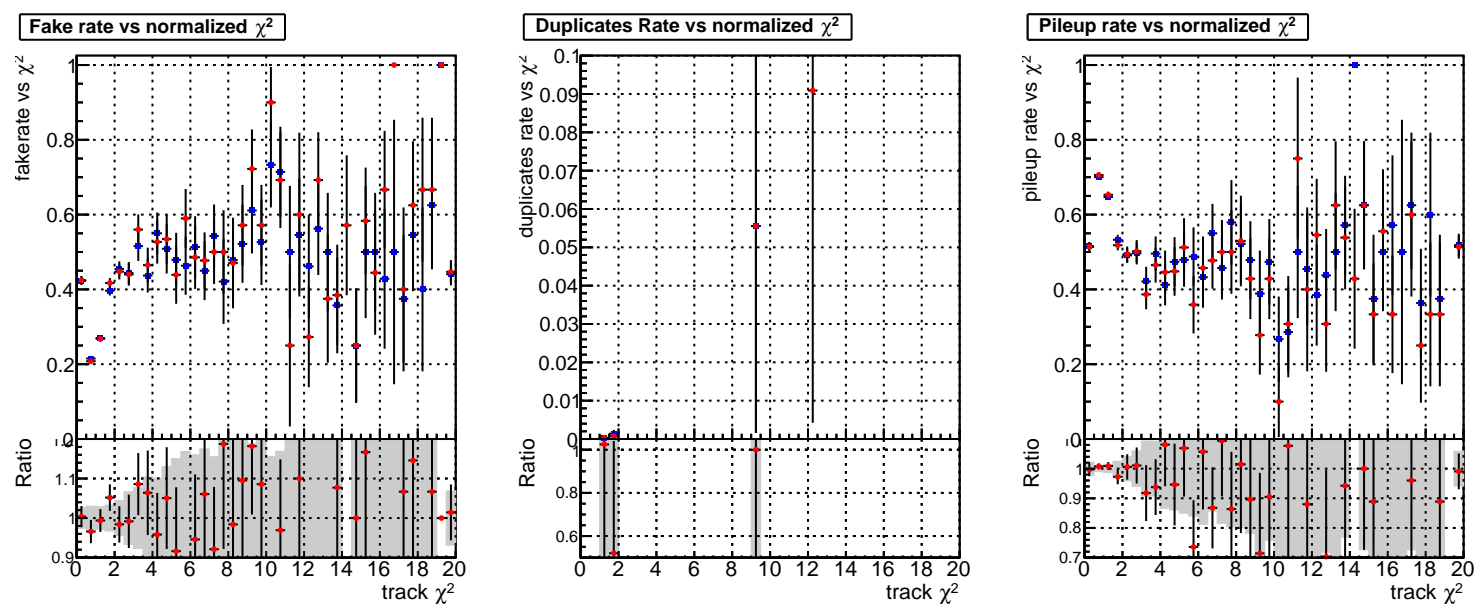 Fake rate vs normalized χ²
fakerate vs χ²
1
0.8
0.6
0.4
0.2
0
Ratio
1.1
1
0.9
0 2 4 6 8 10 12 14 16 18 20
track χ²
Duplicates Rate vs normalized χ²
duplicates rate vs χ²
0.1
0.09
0.08
0.07
0.06
0.05
0.04
0.03
0.02
0.01
0
Ratio
1
0.8
0.6
0 2 4 6 8 10 12 14 16 18 20
track χ²
Pileup rate vs normalized χ²
pileup rate vs χ²
1
0.8
0.6
0.4
0.2
0
Ratio
1
0.9
0.8
0.7
0 2 4 6 8 10 12 14 16 18 20
track χ²